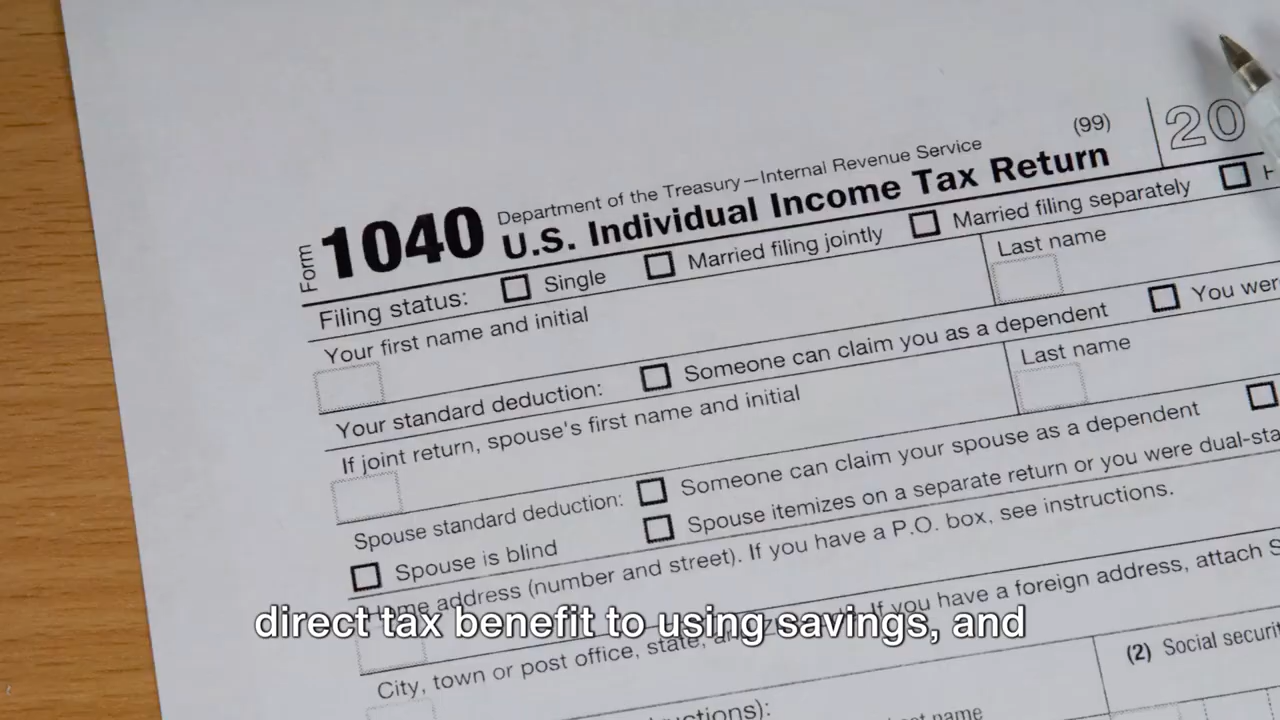 (99)
20
Department of the Treasury—Internal Revenue Service
Form 1040 U.S. Individual Income Tax Return
Filing status: Single Married filing jointly Married filing separately
Your first name and initial Last name
Your standard deduction: Someone can claim you as a dependent You
If joint return, spouse's first name and initial Last name
Spouse standard deduction: Someone can claim your spouse as a dependent
Spouse is blind Spouse itemizes on a separate return or you were
address (number and street). If you have a P.O. box, see instructions.
direct tax benefit to using savings, and
City, town or post office, state, If you have a foreign address, attach
(2) Social
name